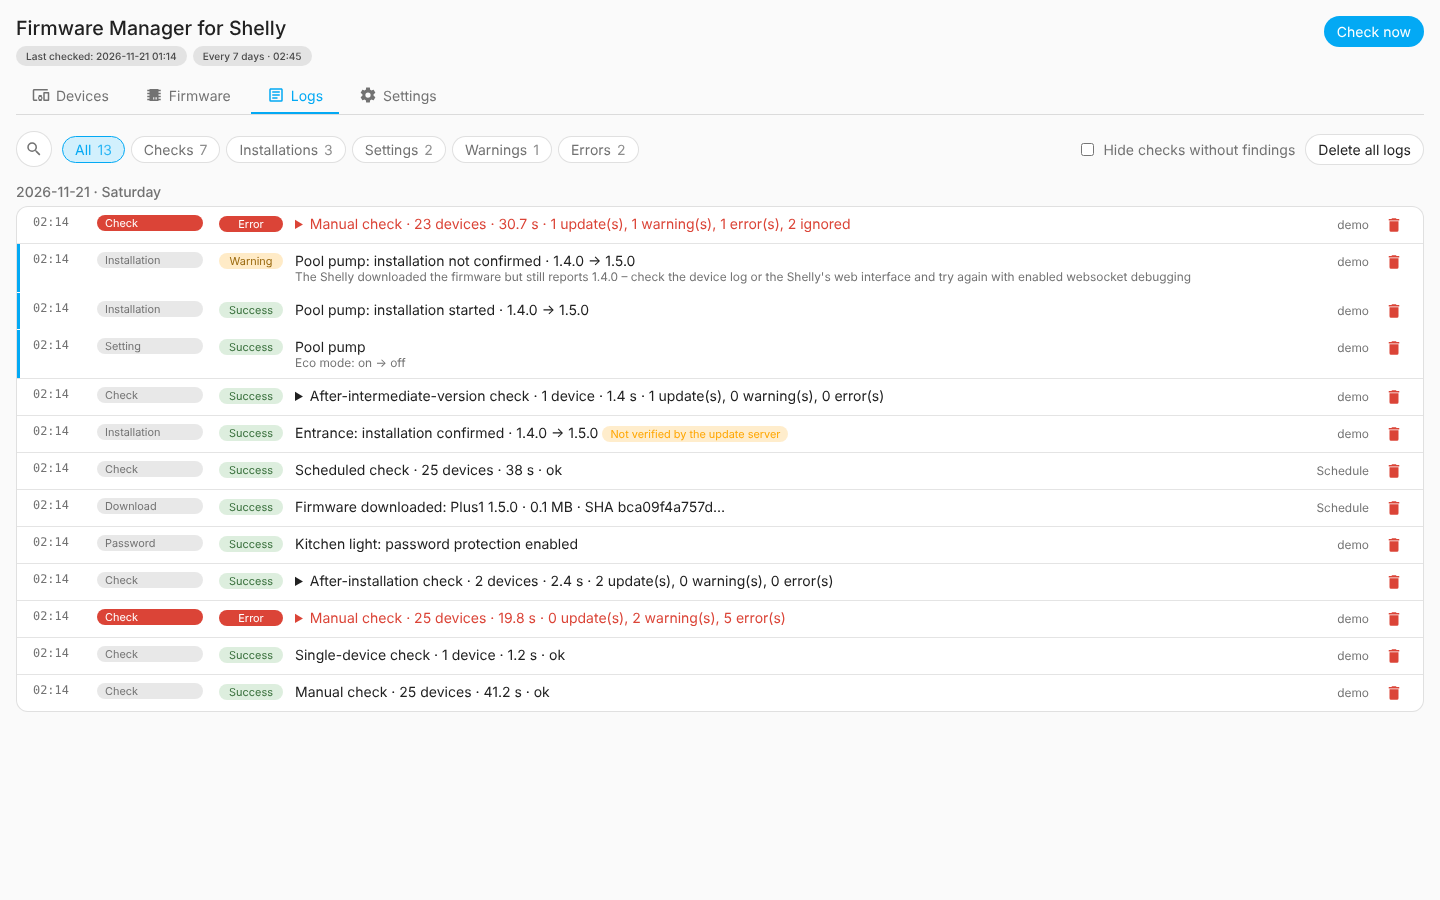 Firmware Manager for Shelly
Check now
Last checked: 2026-11-21 01:14
Every 7 days · 02:45
Devices
Firmware
Logs
Settings
All 13
Checks 7
Installations 3
Settings 2
Warnings 1
Errors 2
Hide checks without findings
Delete all logs
2026-11-21 · Saturday
02:14 Check Error ▶ Manual check · 23 devices · 30.7 s · 1 update(s), 1 warning(s), 1 error(s), 2 ignored demo
02:14 Installation Warning Pool pump: installation not confirmed · 1.4.0 → 1.5.0 demo
The Shelly downloaded the firmware but still reports 1.4.0 – check the device log or the Shelly's web interface and try again with enabled websocket debugging
02:14 Installation Success Pool pump: installation started · 1.4.0 → 1.5.0 demo
02:14 Setting Success Pool pump demo
Eco mode: on → off
02:14 Check Success ▶ After-intermediate-version check · 1 device · 1.4 s · 1 update(s), 0 warning(s), 0 error(s) demo
02:14 Installation Success Entrance: installation confirmed · 1.4.0 → 1.5.0 Not verified by the update server demo
02:14 Check Success Scheduled check · 25 devices · 38 s · ok Schedule
02:14 Download Success Firmware downloaded: Plus1 1.5.0 · 0.1 MB · SHA bca09f4a757d… Schedule
02:14 Password Success Kitchen light: password protection enabled demo
02:14 Check Success ▶ After-installation check · 2 devices · 2.4 s · 2 update(s), 0 warning(s), 0 error(s)
02:14 Check Error ▶ Manual check · 25 devices · 19.8 s · 0 update(s), 2 warning(s), 5 error(s) demo
02:14 Check Success Single-device check · 1 device · 1.2 s · ok demo
02:14 Check Success Manual check · 25 devices · 41.2 s · ok demo